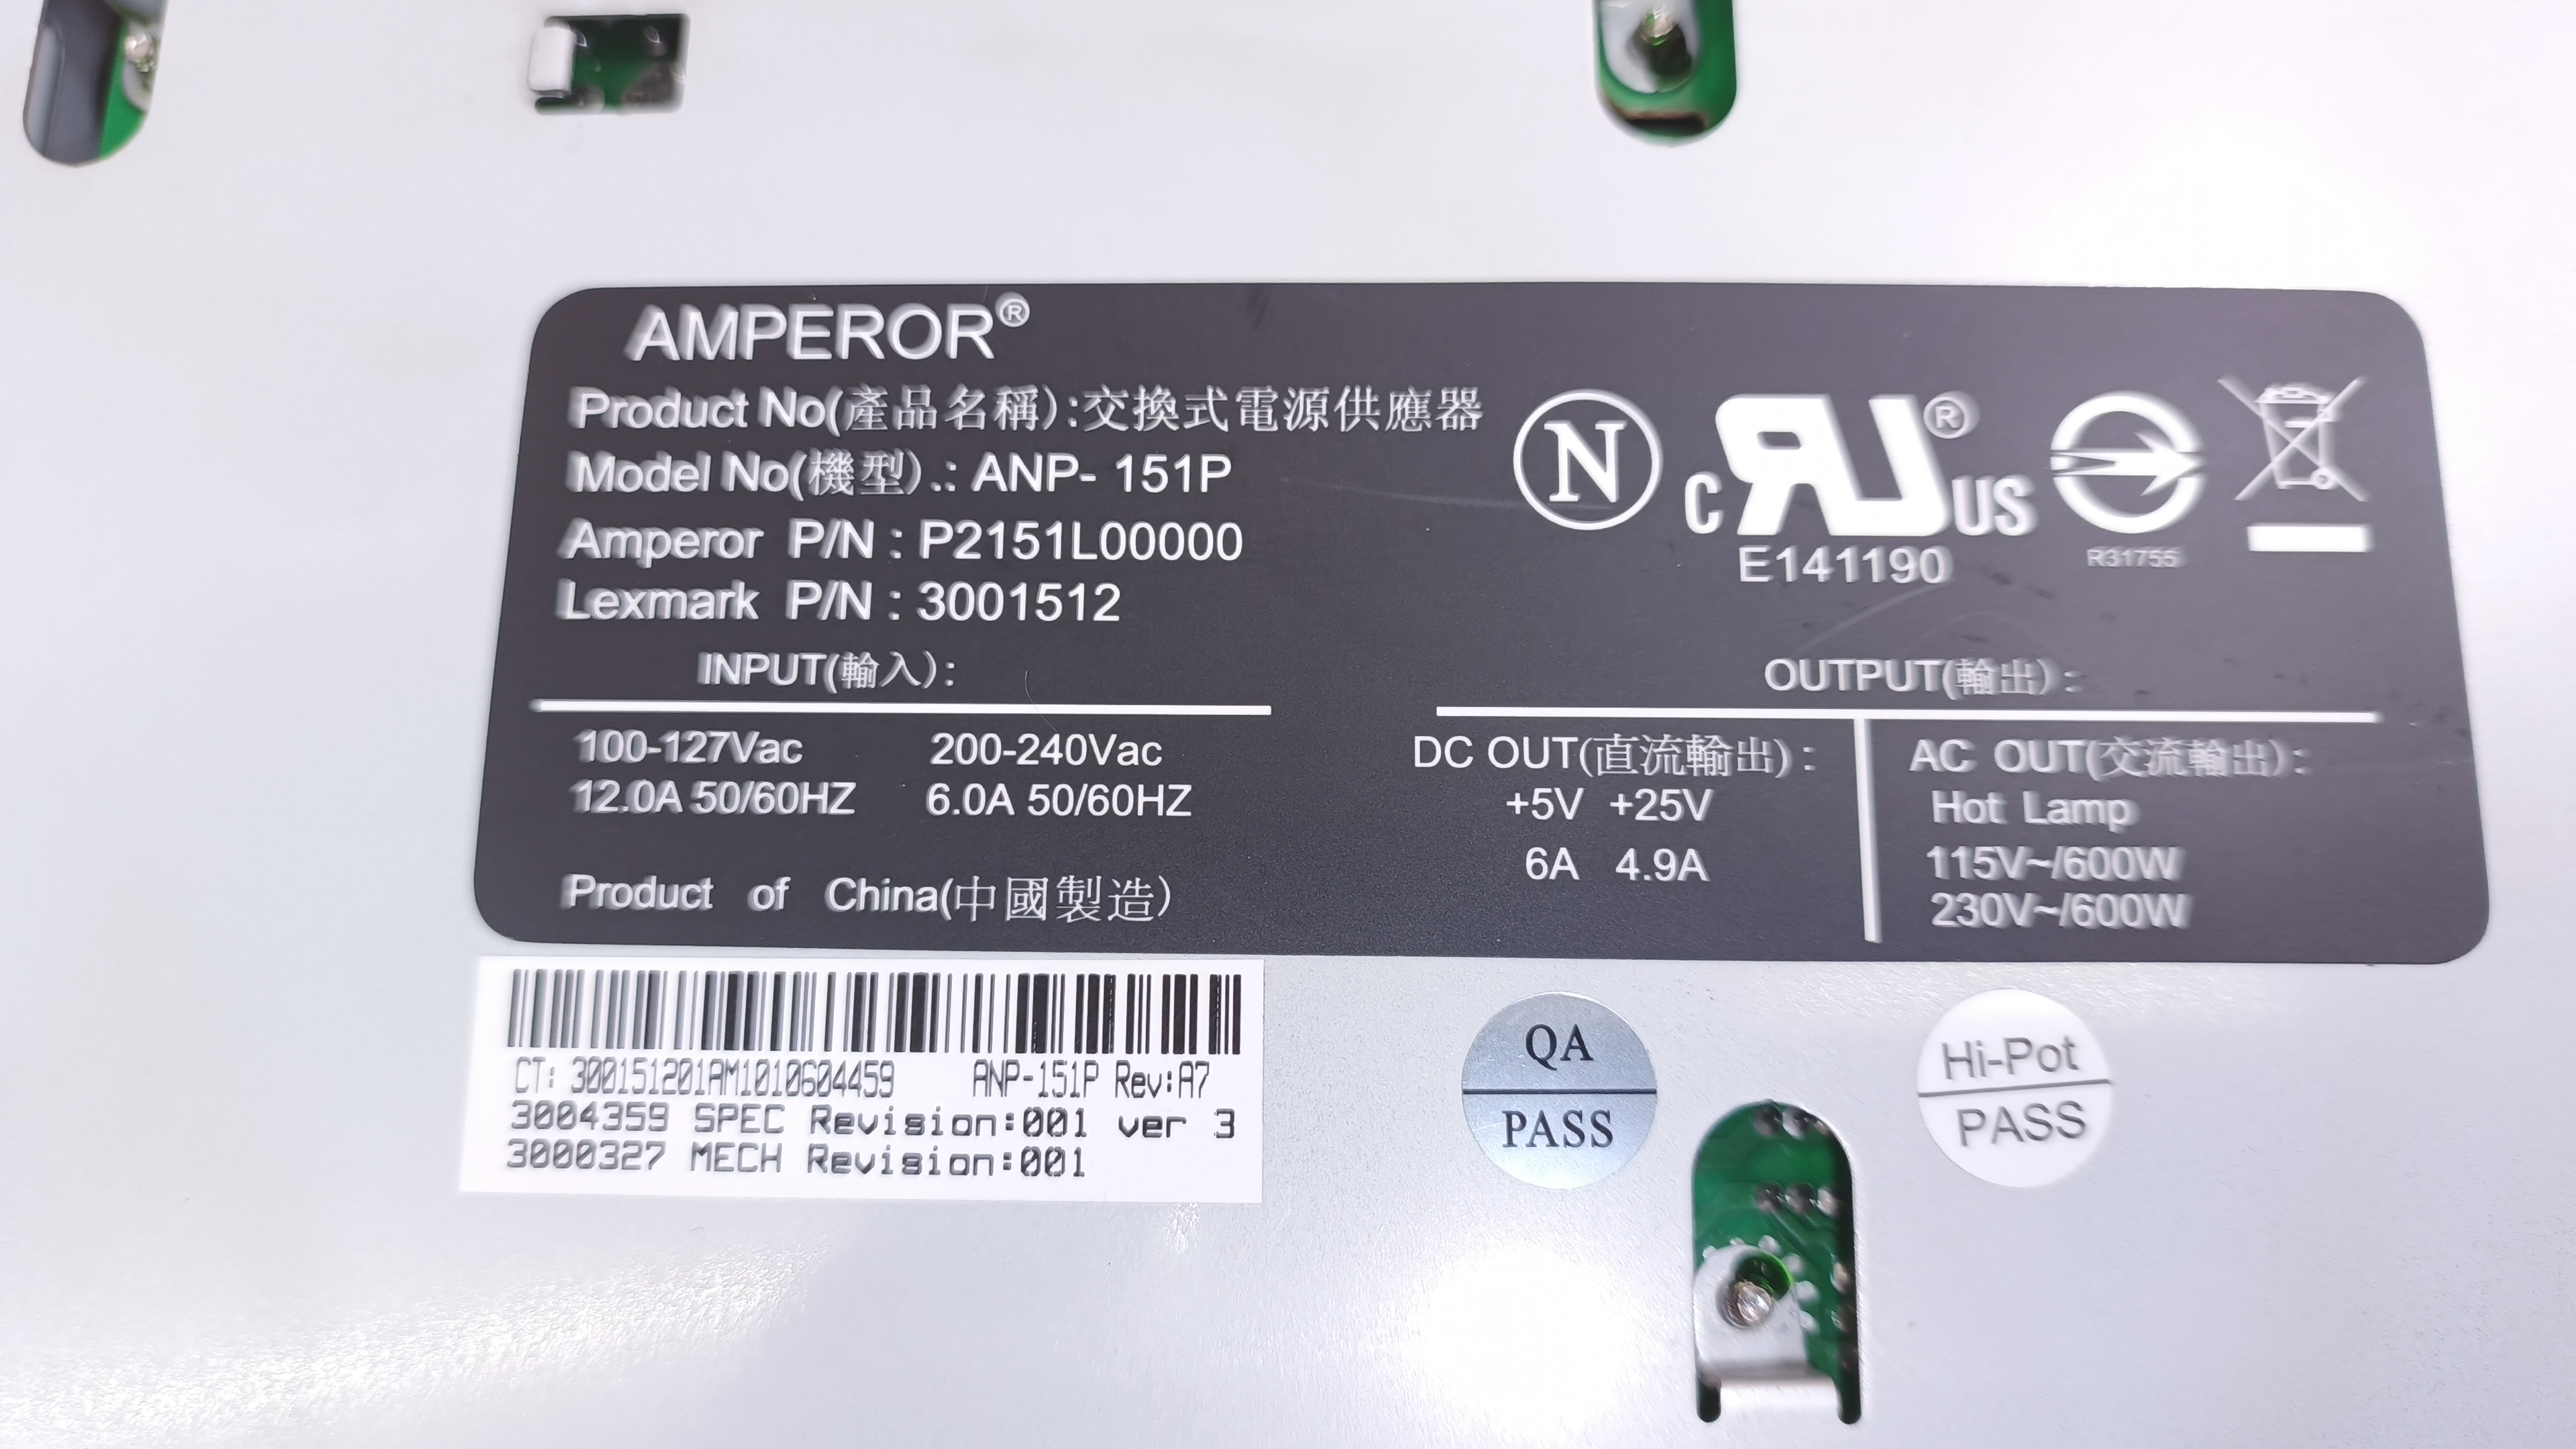 AMPEROR®
Product No(產品名稱):交換式電源供應器
Model No(機型).: ANP- 151P
Amperor P/N : P2151L00000
Lexmark P/N : 3001512
N
c RU® US
E141190
R31755
INPUT(輸入):
100-127Vac 200-240Vac
12.0A 50/60HZ 6.0A 50/60HZ
Product of China(中國製造)
OUTPUT(輸出):
DC OUT(直流輸出):
+5V +25V
6A 4.9A
AC OUT(交流輸出):
Hot Lamp
115V~/600W
230V~/600W
CT: 300151201AM1010604459 ANP-151P Rev:A7
3004359 SPEC Revision:001 ver 3
3000327 MECH Revision:001
QA
PASS
Hi-Pot
PASS